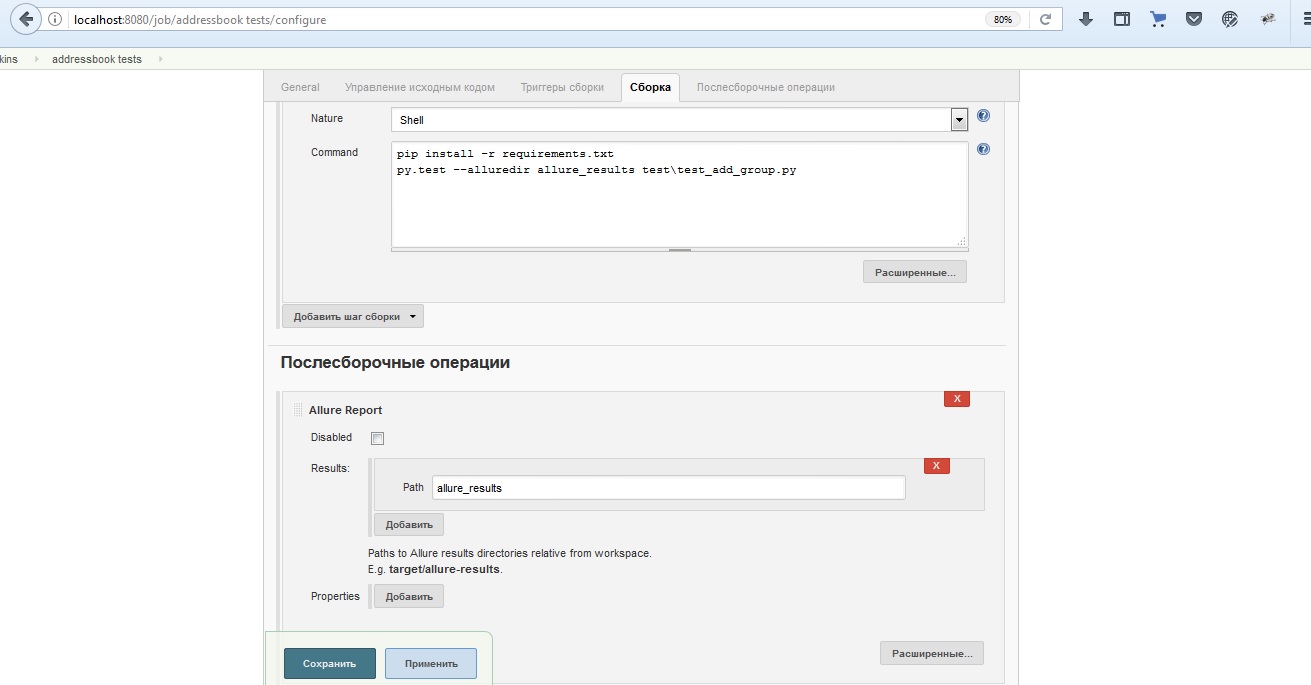 localhost:8080/job/addressbook tests/configure
80%
kins addressbook tests
General Управление исходным кодом Триггеры сборки Сборка Послесборочные операции
Nature Shell
Command
pip install -r requirements.txt
py.test --alluredir allure_results test\test_add_group.py
Расширенные...
Добавить шаг сборки
Послесборочные операции
X
Allure Report
Disabled
X
Results:
Path allure_results
Добавить
Paths to Allure results directories relative from workspace.
E.g. target/allure-results.
Properties Добавить
Расширенные...
Сохранить Применить